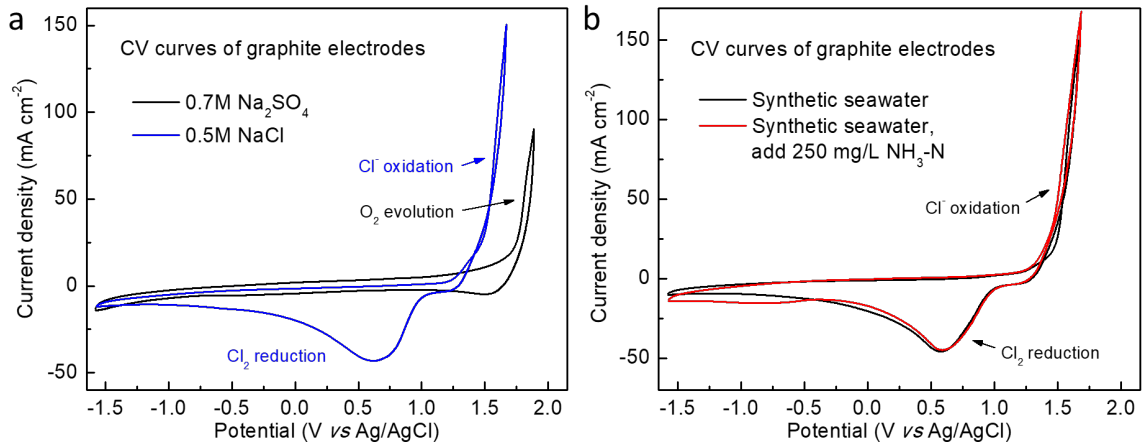 a
CV curves of graphite electrodes
0.7M Na₂SO₄
0.5M NaCl
Cl⁻ oxidation
O₂ evolution
Cl₂ reduction
150
100
50
0
-50
-1.5 -1.0 -0.5 0.0 0.5 1.0 1.5 2.0
Current density (mA cm⁻²)
Potential (V vs Ag/AgCl)
b
CV curves of graphite electrodes
Synthetic seawater
Synthetic seawater,
add 250 mg/L NH₃-N
Cl⁻ oxidation
Cl₂ reduction
150
100
50
0
-50
-1.5 -1.0 -0.5 0.0 0.5 1.0 1.5 2.0
Current density (mA cm⁻²)
Potential (V vs Ag/AgCl)